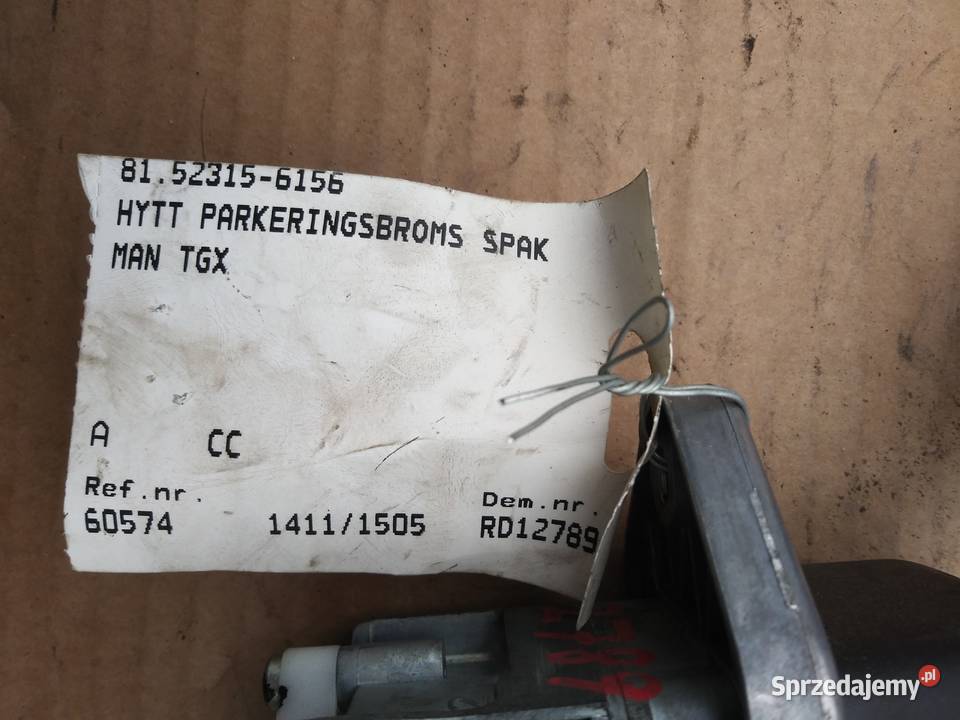 81.52315-6156
HYTT PARKERINGSBROMS SPAK
MAN TGX
A CC
Ref.nr. Dem.nr.
60574 1411/1505 RD12789
Sprzedajemy.pl